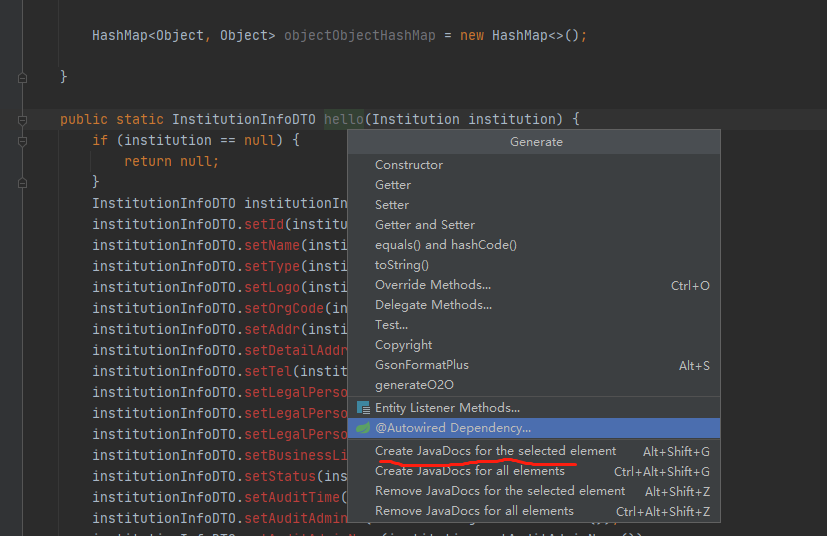 HashMap<Object, Object> objectObjectHashMap = new HashMap<>();
}
public static InstitutionInfoDTO hello(Institution institution) {
if (institution == null) {
return null;
}
InstitutionInfoDTO institutionIn
institutionInfoDTO.setId(institu
institutionInfoDTO.setName(insti
institutionInfoDTO.setType(insti
institutionInfoDTO.setLogo(insti
institutionInfoDTO.setOrgCode(in
institutionInfoDTO.setAddr(insti
institutionInfoDTO.setDetailAddr
institutionInfoDTO.setTel(instit
institutionInfoDTO.setLegalPerso
institutionInfoDTO.setLegalPerso
institutionInfoDTO.setLegalPerso
institutionInfoDTO.setBusinessLi
institutionInfoDTO.setStatus(ins
institutionInfoDTO.setAuditTime(
institutionInfoDTO.setAuditAdmin
Generate
Constructor
Getter
Setter
Getter and Setter
equals() and hashCode()
toString()
Override Methods... Ctrl+O
Delegate Methods...
Test...
Copyright
GsonFormatPlus Alt+S
generateO2O
Entity Listener Methods...
@Autowired Dependency...
Create JavaDocs for the selected element Alt+Shift+G
Create JavaDocs for all elements Ctrl+Alt+Shift+G
Remove JavaDocs for the selected element Alt+Shift+Z
Remove JavaDocs for all elements Ctrl+Alt+Shift+Z